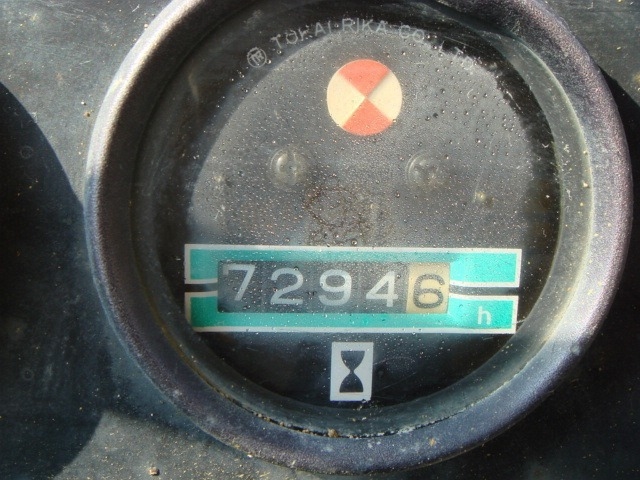 TOKAI RIKA CO., LTD.
72946
h